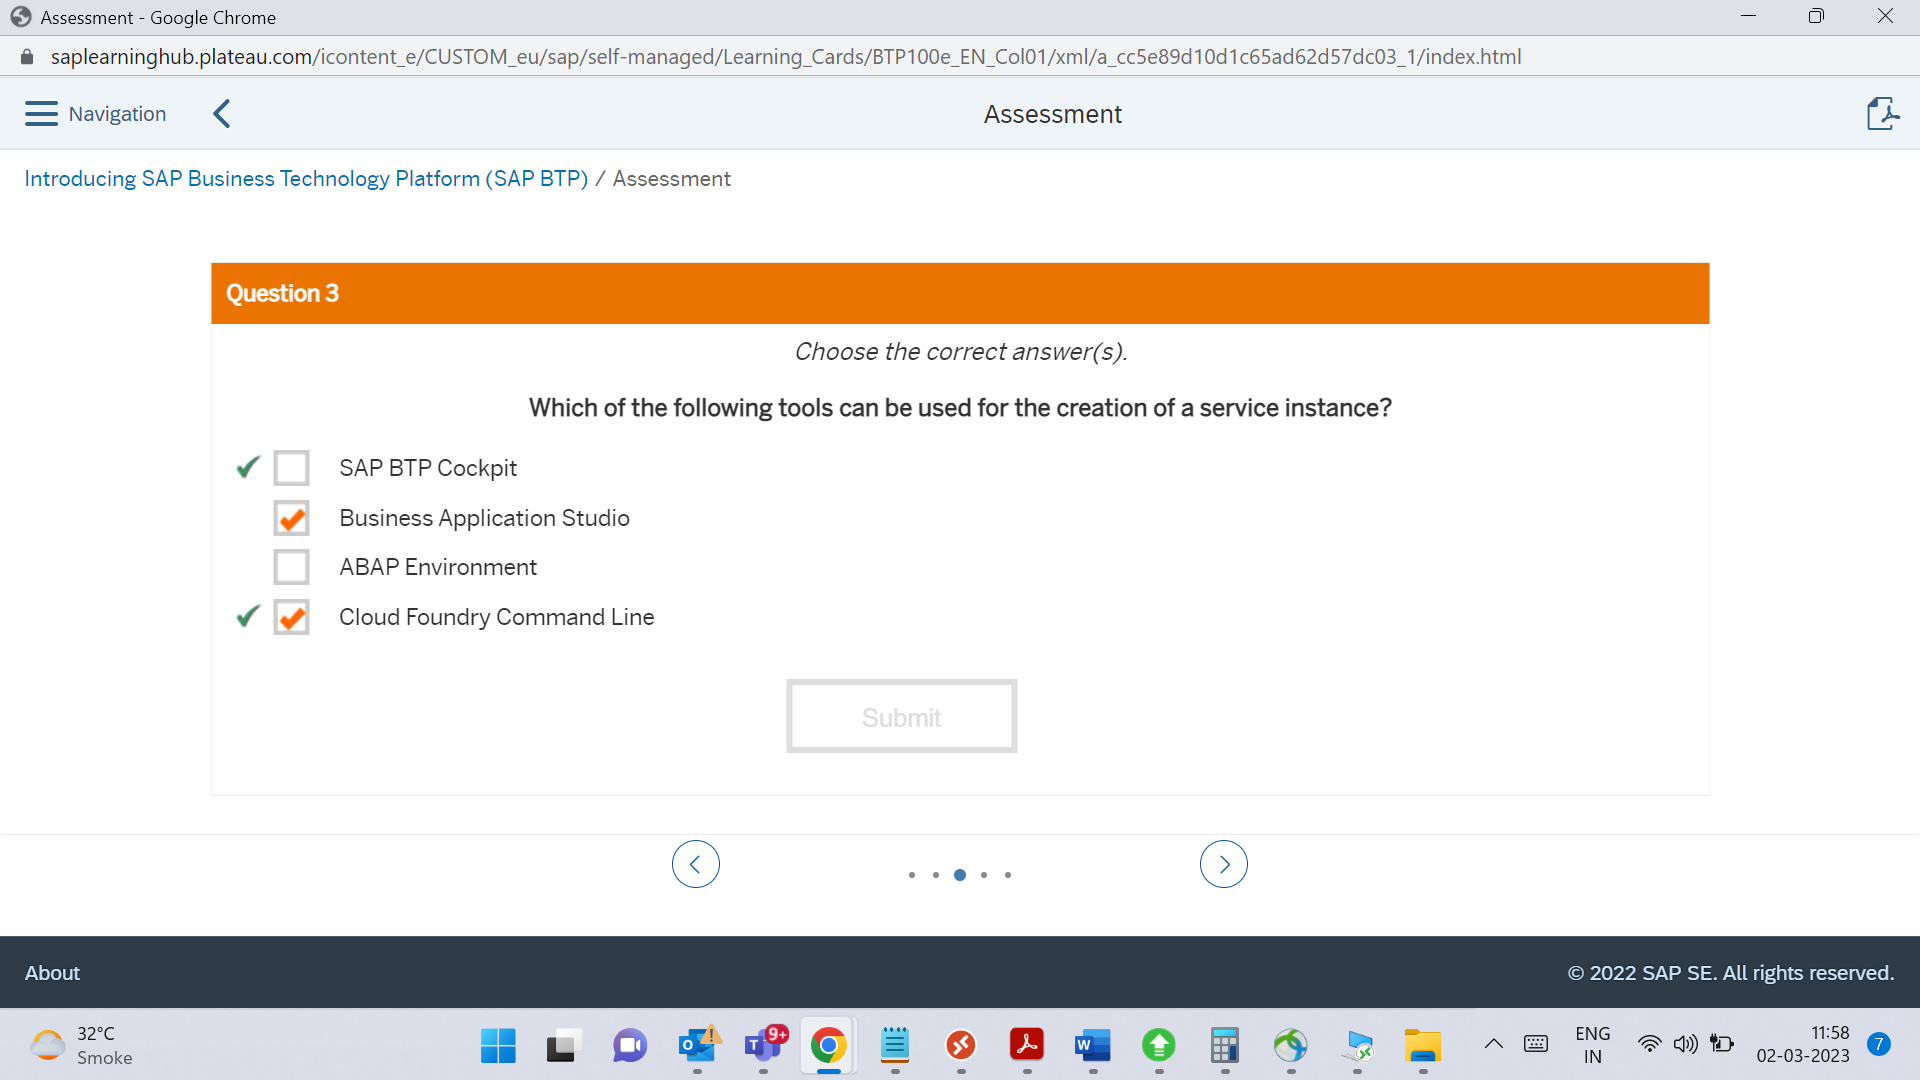 Assessment - Google Chrome
saplearninghub.plateau.com/icontent_e/CUSTOM_eu/sap/self-managed/Learning_Cards/BTP100e_EN_Col01/xml/a_cc5e89d10d1c65ad62d57dc03_1/index.html
Navigation
Assessment
Introducing SAP Business Technology Platform (SAP BTP) / Assessment
Question 3
Choose the correct answer(s).
Which of the following tools can be used for the creation of a service instance?
SAP BTP Cockpit
Business Application Studio
ABAP Environment
Cloud Foundry Command Line
Submit
About
© 2022 SAP SE. All rights reserved.
32°C
Smoke
9+
ENG
IN
11:58
02-03-2023
7